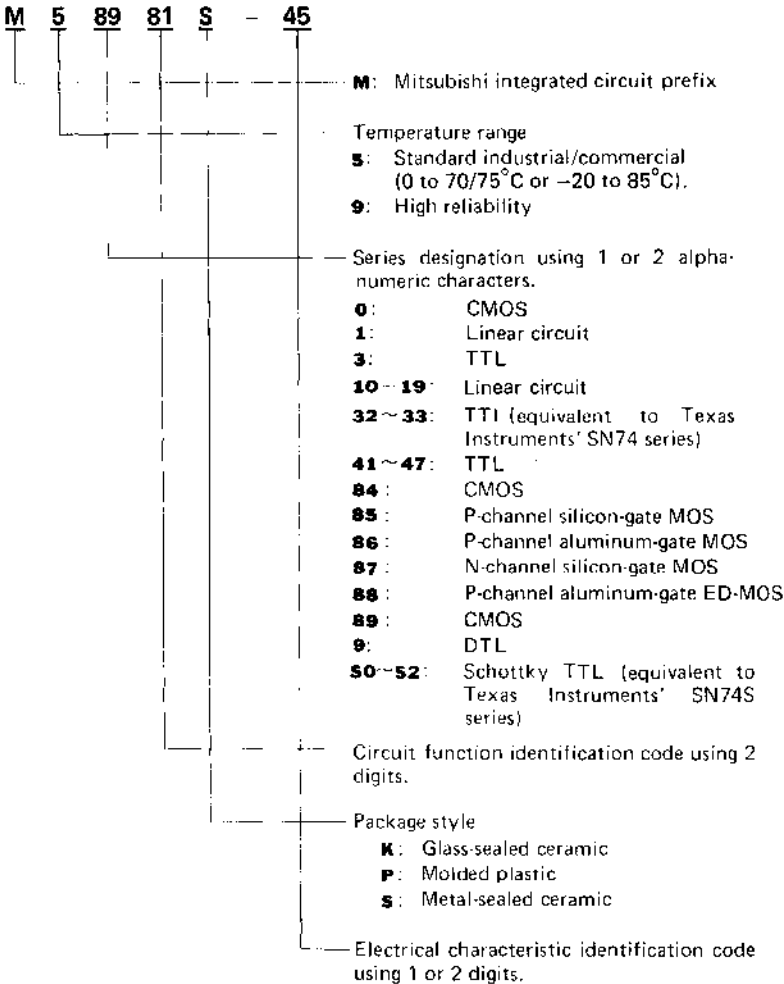 M 5 89 81 S - 45
M: Mitsubishi integrated circuit prefix
Temperature range
5: Standard industrial/commercial
(0 to 70/75°C or −20 to 85°C).
9: High reliability
Series designation using 1 or 2 alpha-
numeric characters.
0: CMOS
1: Linear circuit
3: TTL
10~19: Linear circuit
32~33: TTl (equivalent to Texas
Instruments' SN74 series)
41~47: TTL
84: CMOS
85: P-channel silicon-gate MOS
86: P-channel aluminum-gate MOS
87: N-channel silicon-gate MOS
88: P-channel aluminum-gate ED-MOS
89: CMOS
9: DTL
S0~S2: Schottky TTL (equivalent to
Texas Instruments' SN74S
series)
Circuit function identification code using 2
digits.
Package style
K: Glass-sealed ceramic
P: Molded plastic
S: Metal-sealed ceramic
Electrical characteristic identification code
using 1 or 2 digits.